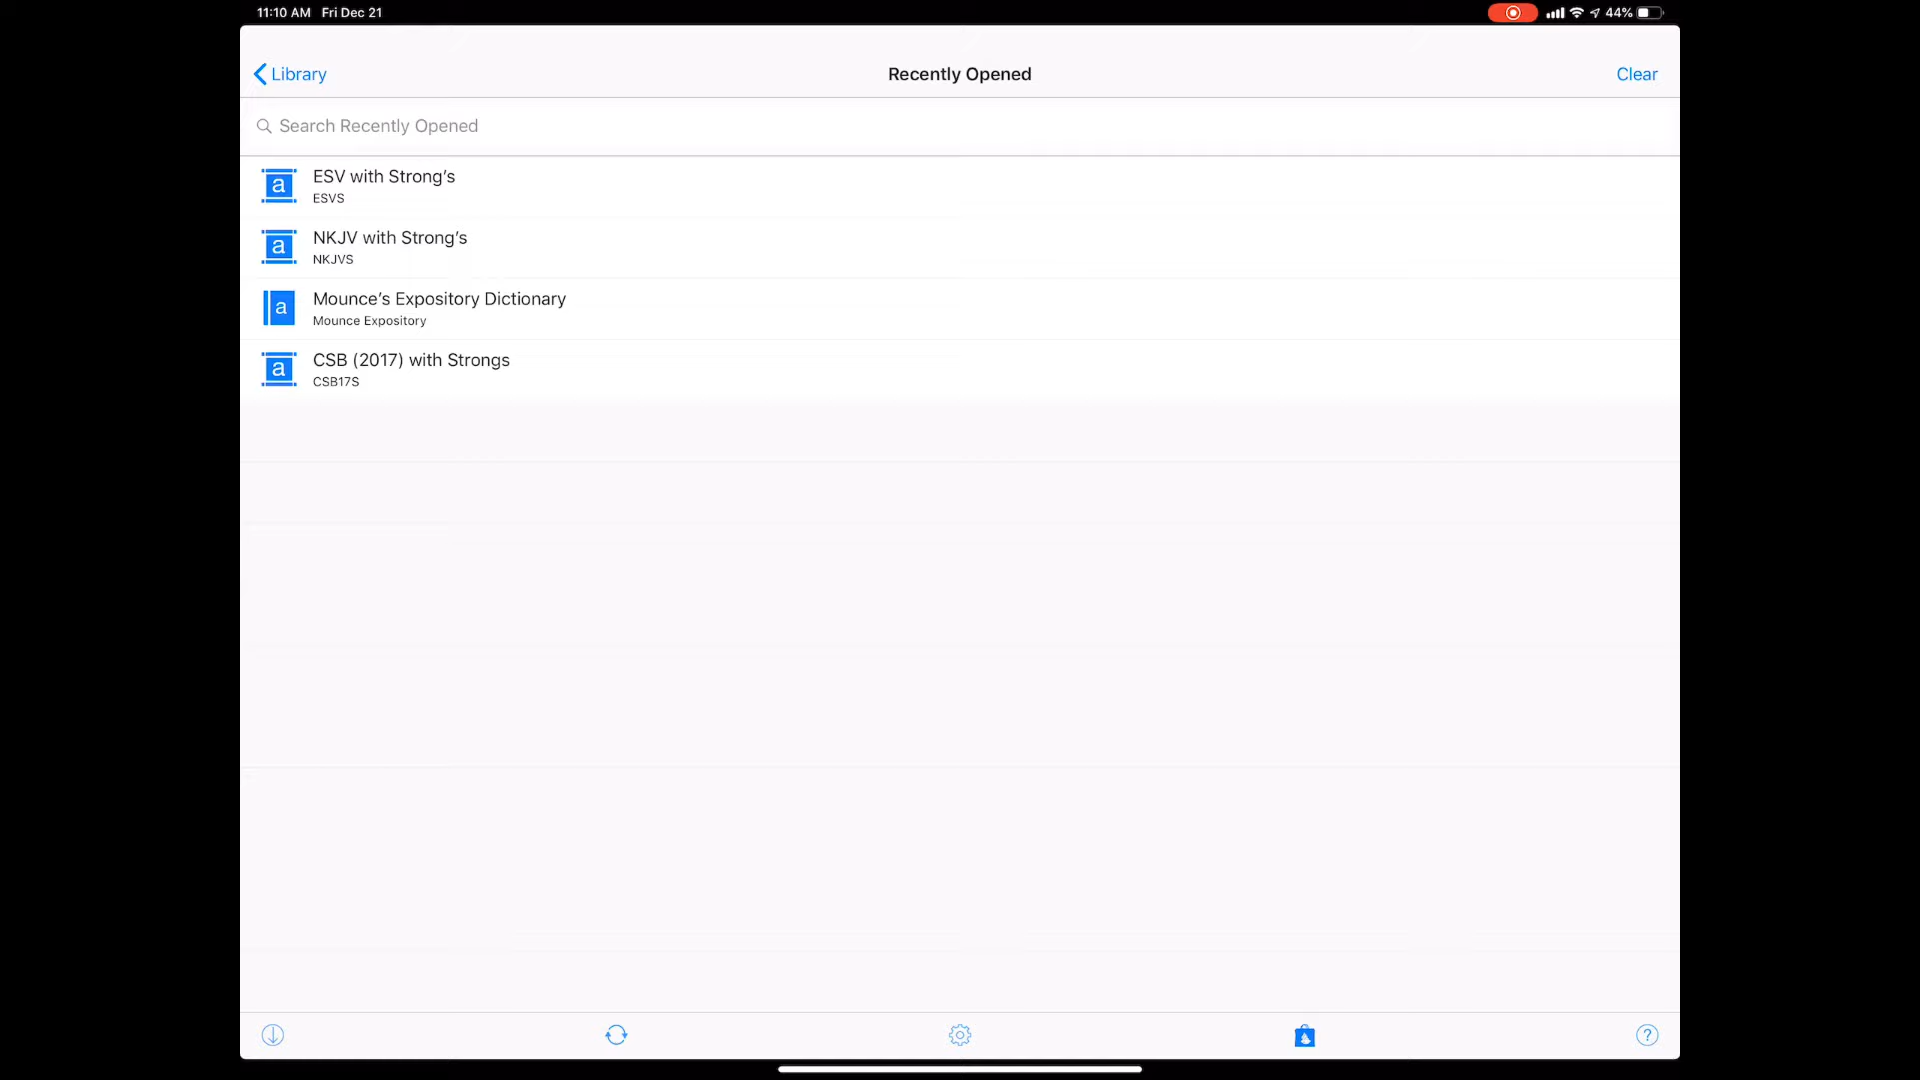 11:10 AM Fri Dec 21
44%
Library
Recently Opened
Clear
Search Recently Opened
a
ESV with Strong’s
ESVS
a
NKJV with Strong’s
NKJVS
a
Mounce’s Expository Dictionary
Mounce Expository
a
CSB (2017) with Strongs
CSB17S
?